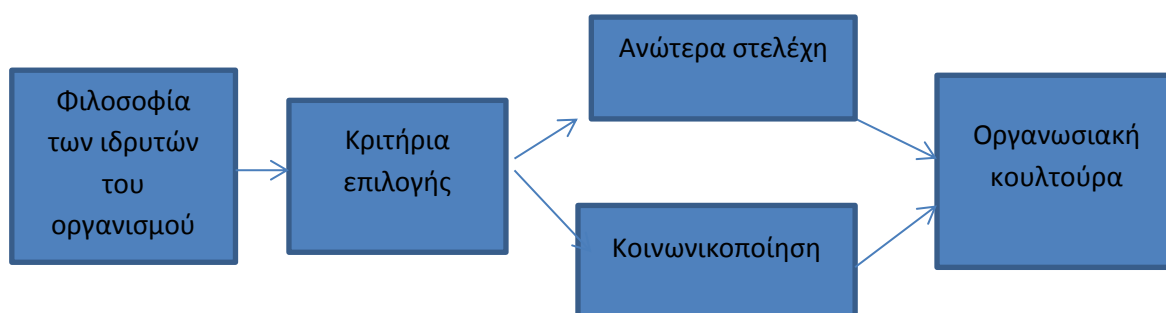 Φιλοσοφία
των ιδρυτών
του
οργανισμού
Κριτήρια
επιλογής
Ανώτερα στελέχη
Κοινωνικοποίηση
Οργανωσιακή
κουλτούρα